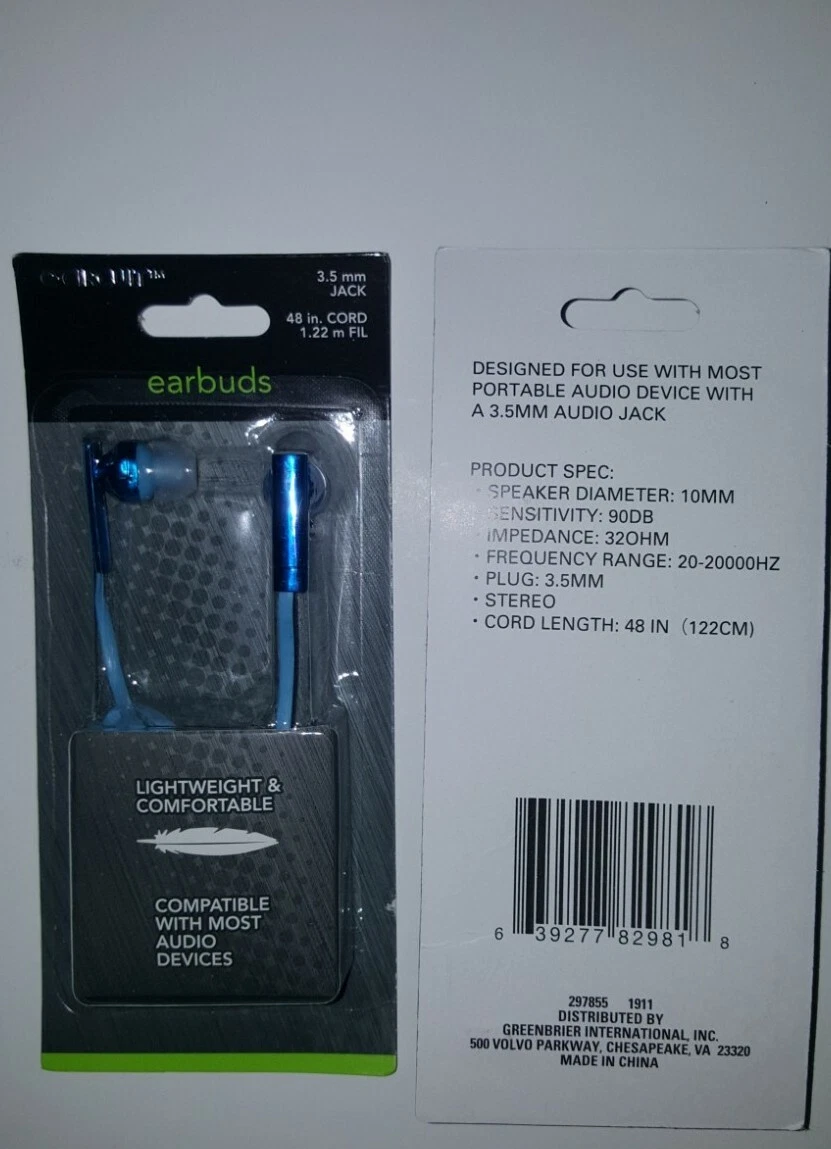 3.5 mm
JACK
48 in. CORD
1.22 m FIL
earbuds
LIGHTWEIGHT &
COMFORTABLE
COMPATIBLE
WITH MOST
AUDIO
DEVICES
DESIGNED FOR USE WITH MOST
PORTABLE AUDIO DEVICE WITH
A 3.5MM AUDIO JACK
PRODUCT SPEC:
· SPEAKER DIAMETER: 10MM
SENSITIVITY: 90DB
· IMPEDANCE: 32OHM
· FREQUENCY RANGE: 20-20000HZ
· PLUG: 3.5MM
· STEREO
· CORD LENGTH: 48 IN (122CM)
6 39277 82981 8
297855 1911
DISTRIBUTED BY
GREENBRIER INTERNATIONAL, INC.
500 VOLVO PARKWAY, CHESAPEAKE, VA 23320
MADE IN CHINA